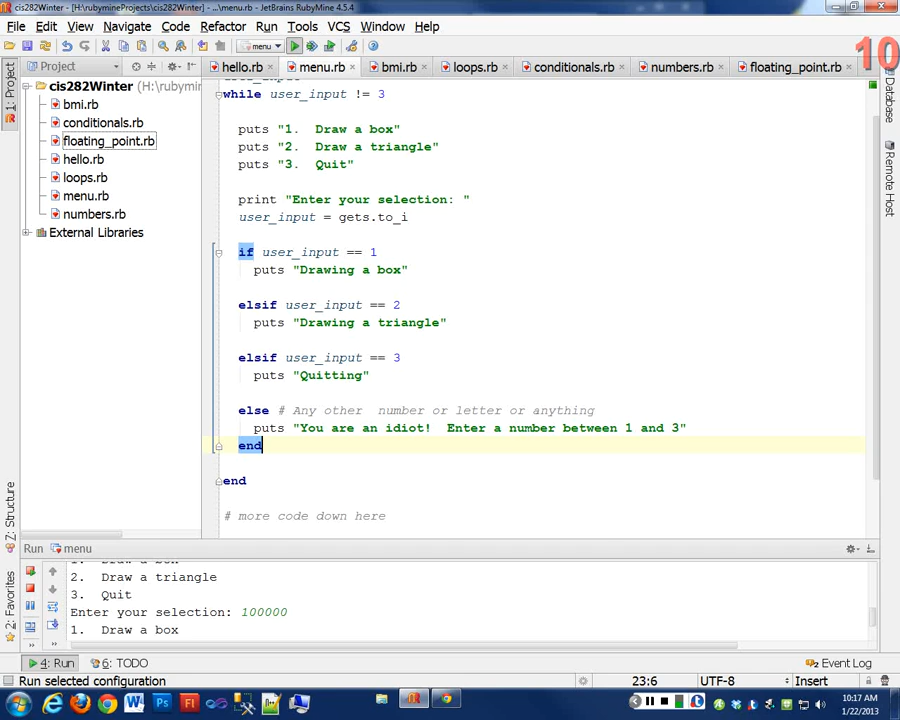 cis282Winter - [H:\rubymineProjects\cis282Winter] - ...\menu.rb - JetBrains RubyMine 4.5.4
File Edit View Navigate Code Refactor Run Tools VCS Window Help
menu
10
Project
hello.rb menu.rb bmi.rb loops.rb conditionals.rb numbers.rb floating_point.rb
1: Project
Database
Remote Host
Z: Structure
2: Favorites
cis282Winter (H:\rubymin
bmi.rb
conditionals.rb
floating_point.rb
hello.rb
loops.rb
menu.rb
numbers.rb
External Libraries
while user_input != 3
puts "1.  Draw a box"
puts "2.  Draw a triangle"
puts "3.  Quit"
print "Enter your selection: "
user_input = gets.to_i
if user_input == 1
puts "Drawing a box"
elsif user_input == 2
puts "Drawing a triangle"
elsif user_input == 3
puts "Quitting"
else # Any other  number or letter or anything
puts "You are an idiot!  Enter a number between 1 and 3"
end
end
# more code down here
Run menu
2.  Draw a triangle
3.  Quit
Enter your selection: 100000
1.  Draw a box
4: Run 6: TODO 2 Event Log
Run selected configuration 23:6 UTF-8 Insert
10:17 AM
1/22/2013